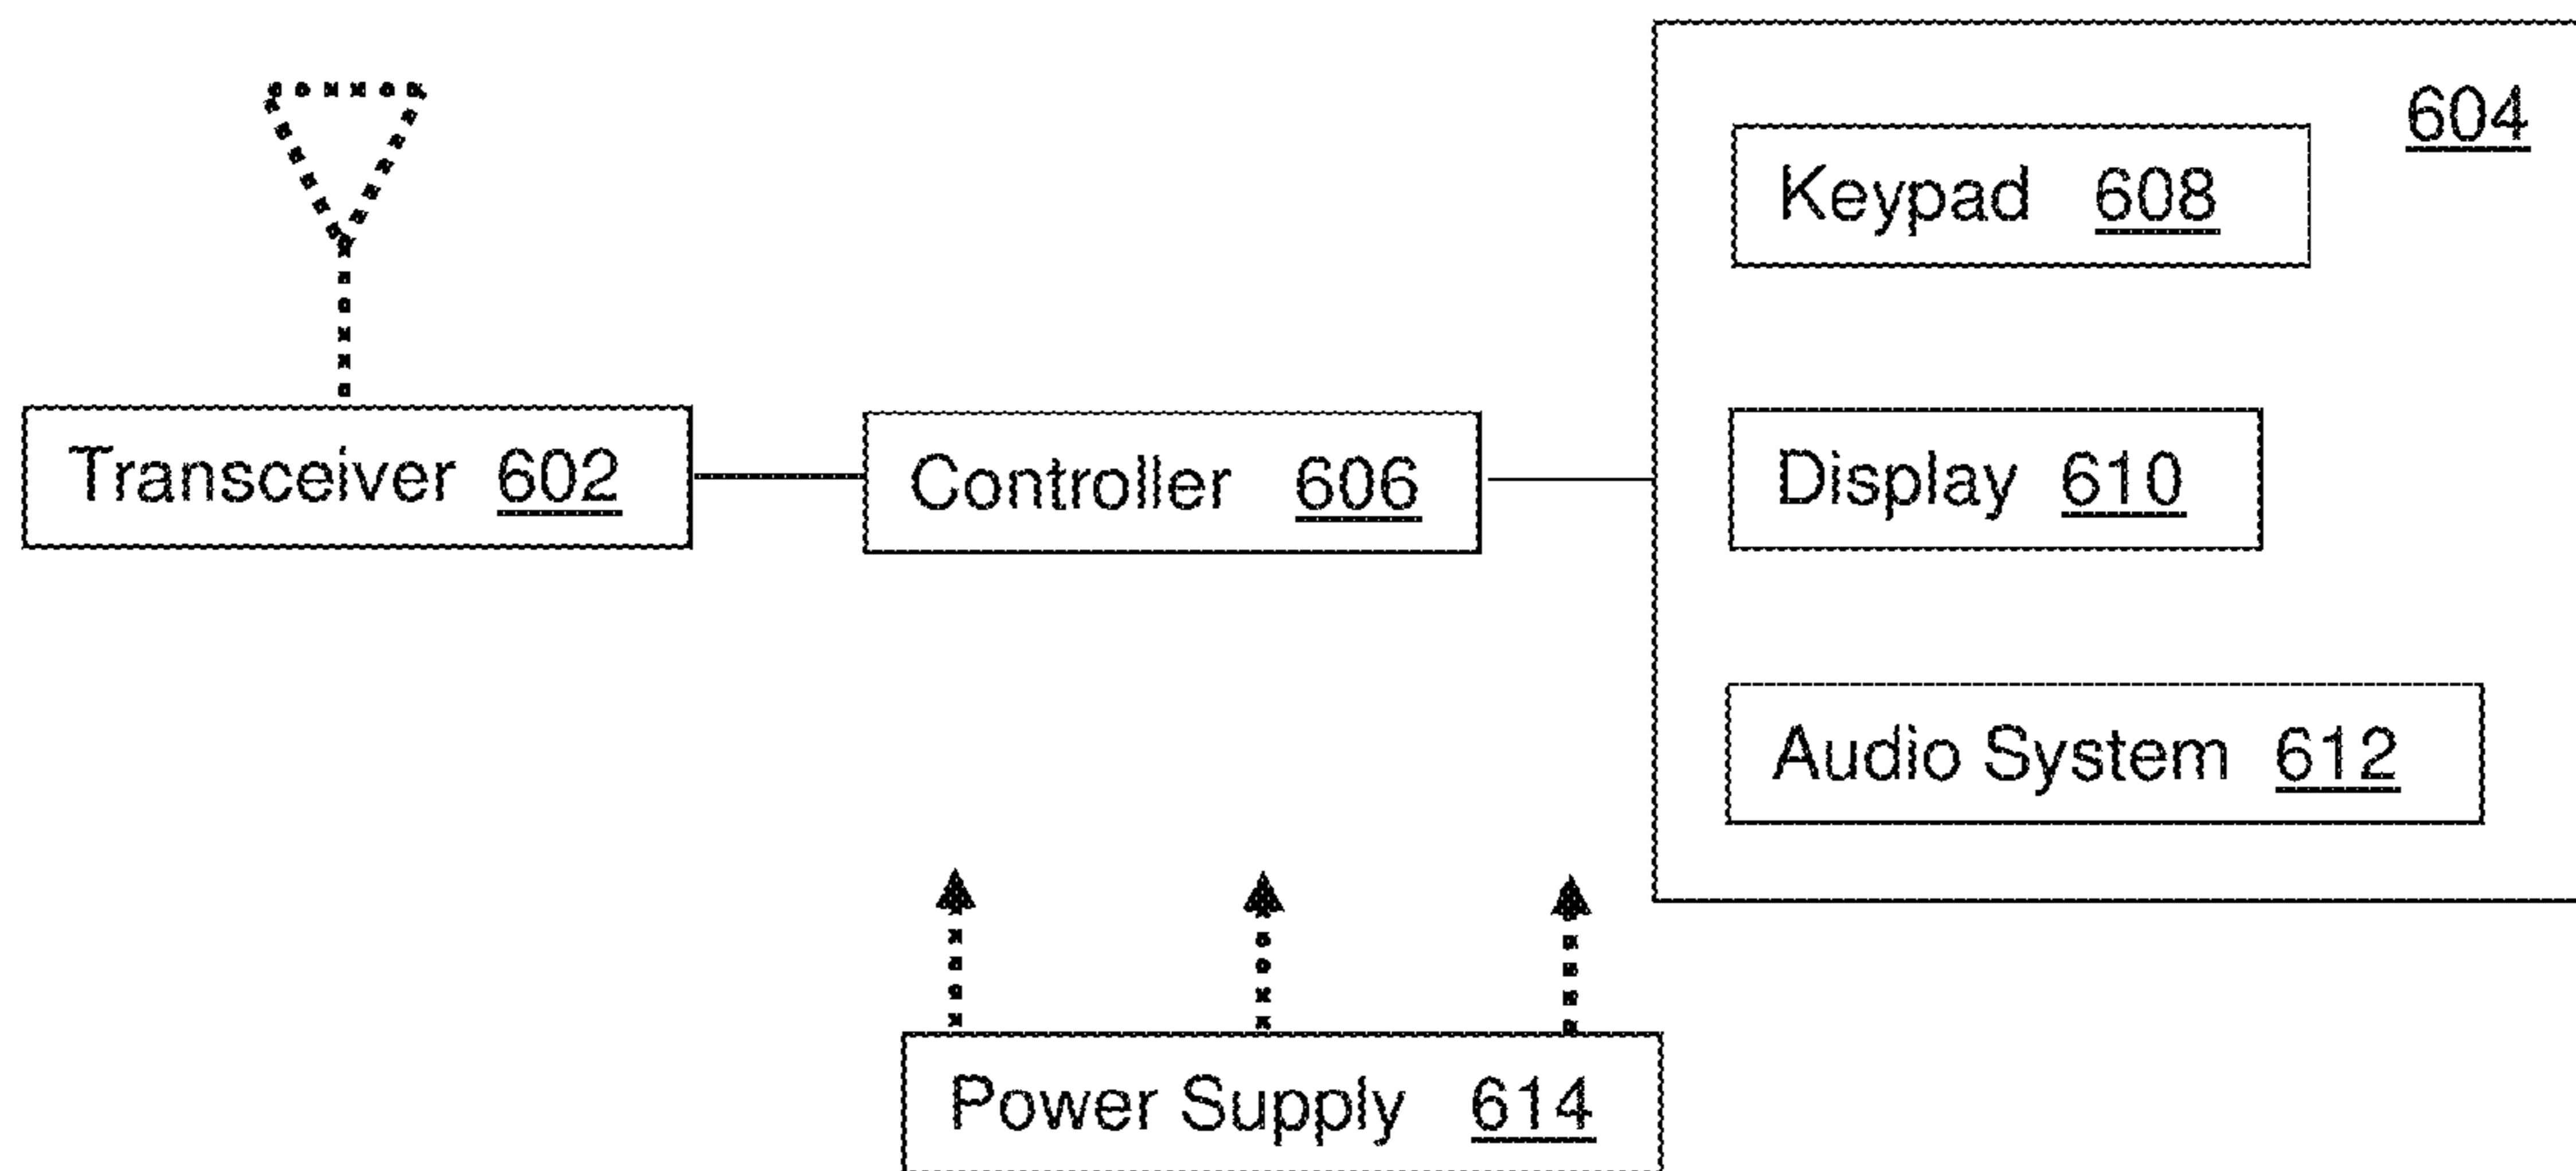 604
Keypad 608
Transceiver 602
Controller 606
Display 610
Audio System 612
Power Supply 614